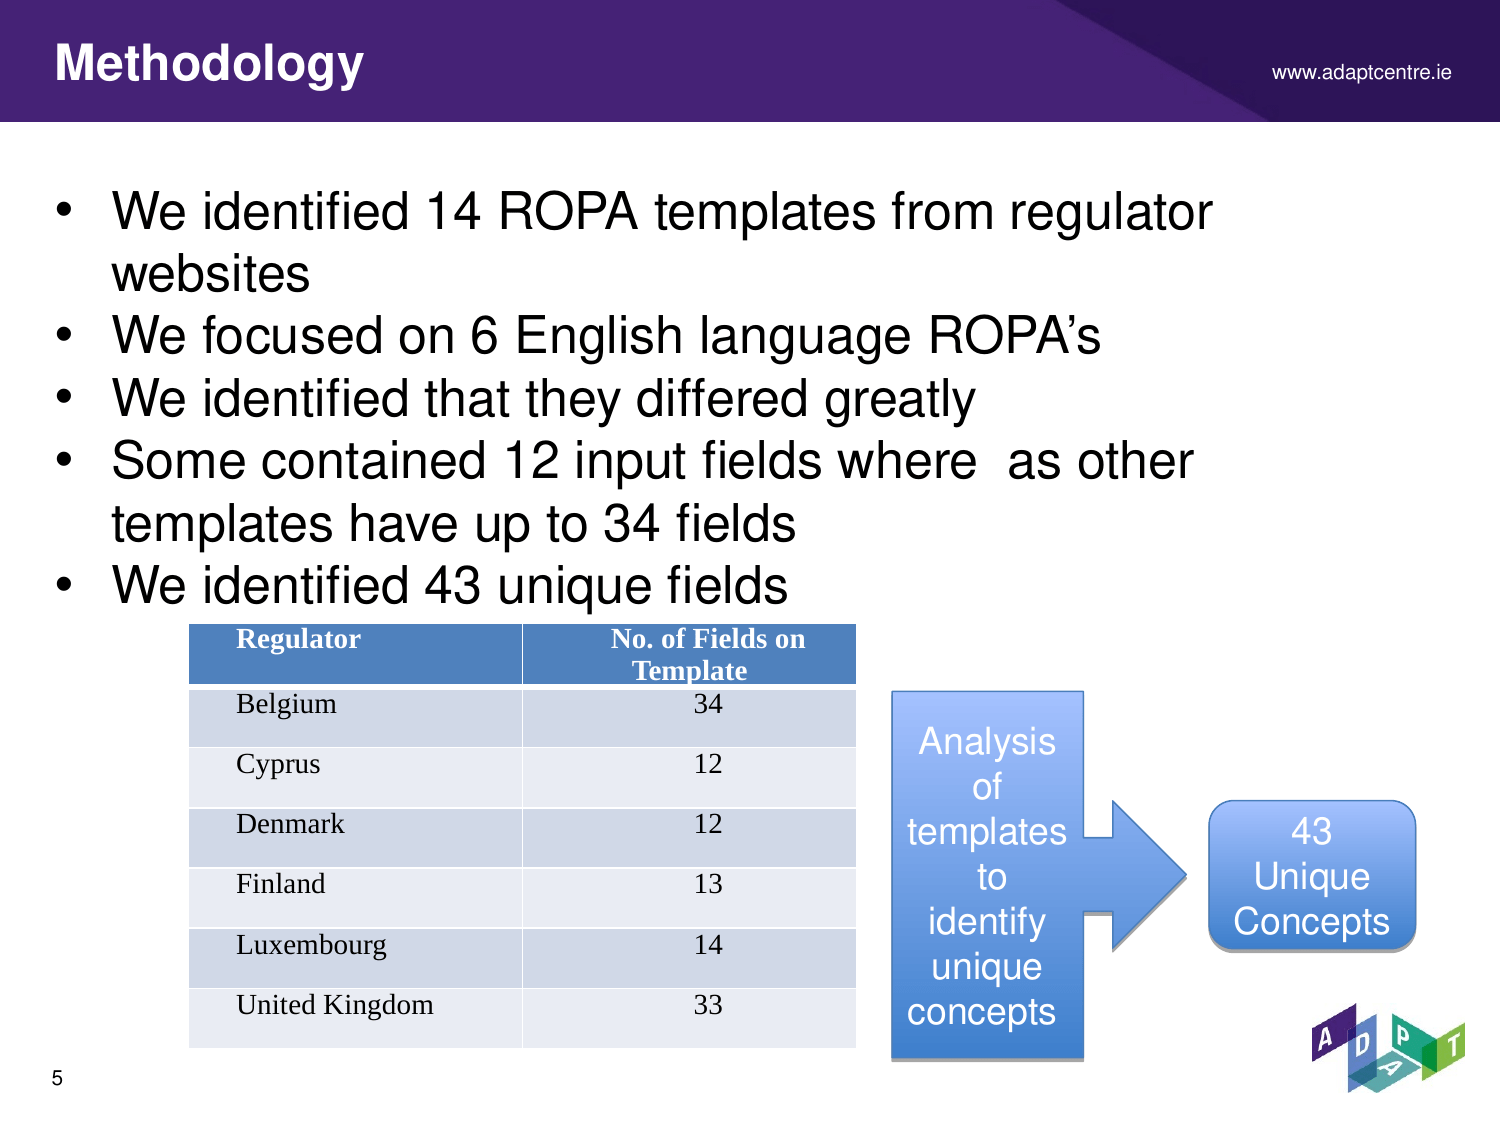 Methodology
www.adaptcentre.ie
• We identified 14 ROPA templates from regulator
websites
• We focused on 6 English language ROPA’s
• We identified that they differed greatly
• Some contained 12 input fields where  as other
templates have up to 34 fields
• We identified 43 unique fields
Regulator No. of Fields on
Template
Belgium 34
Cyprus 12
Denmark 12
Finland 13
Luxembourg 14
United Kingdom 33
Analysis
of
templates
to
identify
unique
concepts
43
Unique
Concepts
ADAPT
5